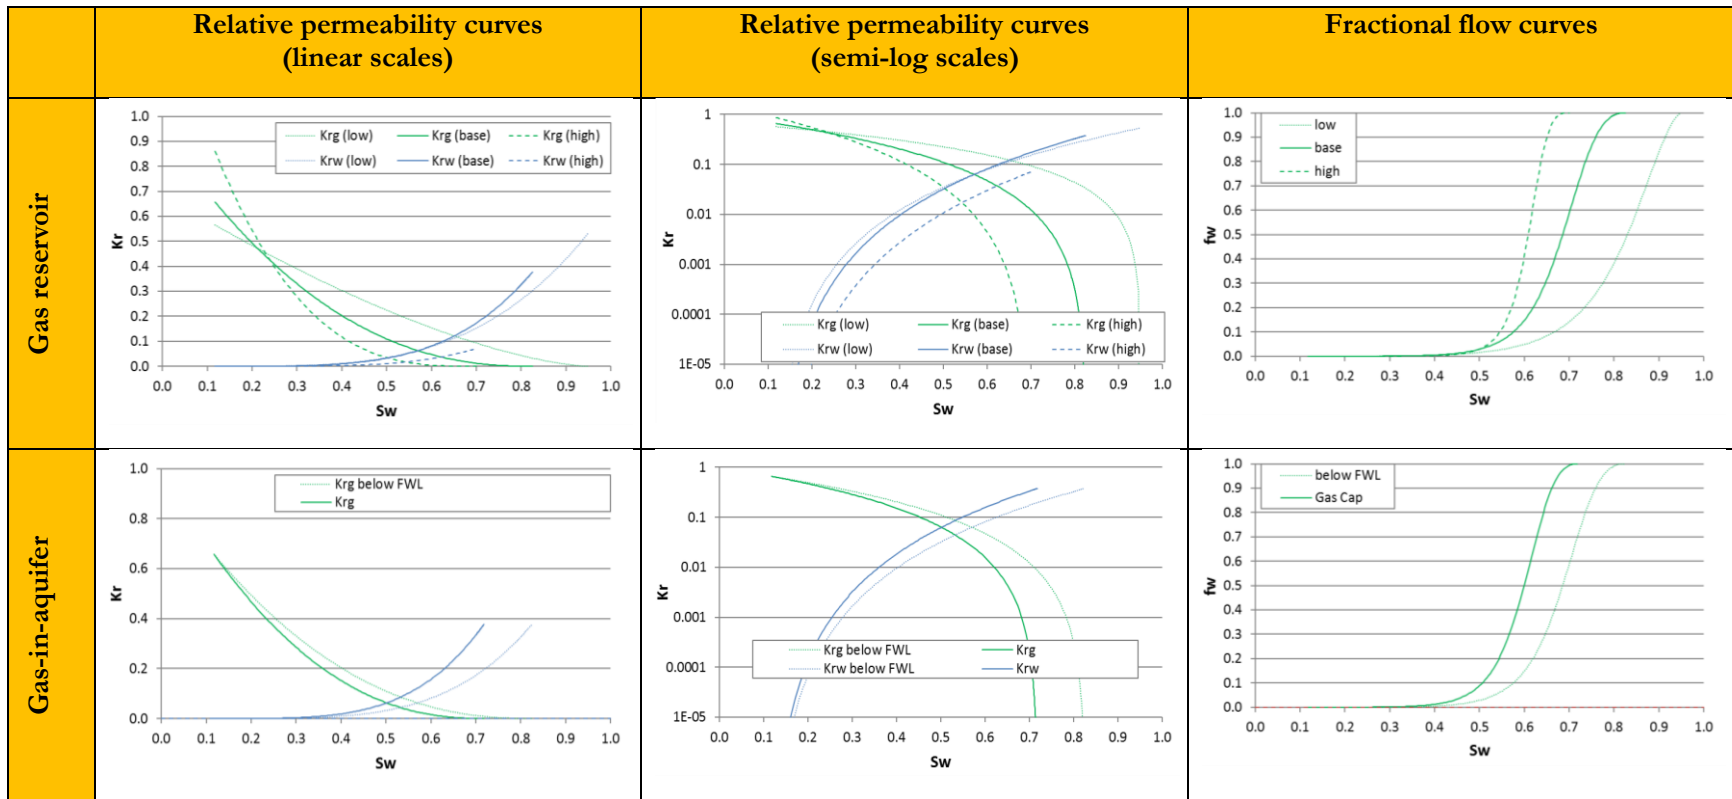 Relative permeability curves
(linear scales)
Relative permeability curves
(semi-log scales)
Fractional flow curves
Gas reservoir
1.0
0.9
0.8
0.7
0.6
0.5
0.4
0.3
0.2
0.1
0.0
Kr
Krg (low) Krg (base) Krg (high)
Krw (low) Krw (base) Krw (high)
0.0 0.1 0.2 0.3 0.4 0.5 0.6 0.7 0.8 0.9 1.0
Sw
1
0.1
0.01
0.001
0.0001
1E-05
Kr
Krg (low) Krg (base) Krg (high)
Krw (low) Krw (base) Krw (high)
0.0 0.1 0.2 0.3 0.4 0.5 0.6 0.7 0.8 0.9 1.0
Sw
1.0
0.9
0.8
0.7
0.6
0.5
0.4
0.3
0.2
0.1
0.0
fw
low
base
high
0.0 0.1 0.2 0.3 0.4 0.5 0.6 0.7 0.8 0.9 1.0
Sw
Gas-in-aquifer
1.0
0.8
0.6
0.4
0.2
0.0
Kr
Krg below FWL
Krg
0.0 0.1 0.2 0.3 0.4 0.5 0.6 0.7 0.8 0.9 1.0
Sw
1
0.1
0.01
0.001
0.0001
1E-05
Kr
Krg below FWL Krg
Krw below FWL Krw
0.0 0.1 0.2 0.3 0.4 0.5 0.6 0.7 0.8 0.9 1.0
Sw
1.0
0.9
0.8
0.7
0.6
0.5
0.4
0.3
0.2
0.1
0.0
fw
below FWL
Gas Cap
0.0 0.1 0.2 0.3 0.4 0.5 0.6 0.7 0.8 0.9 1.0
Sw